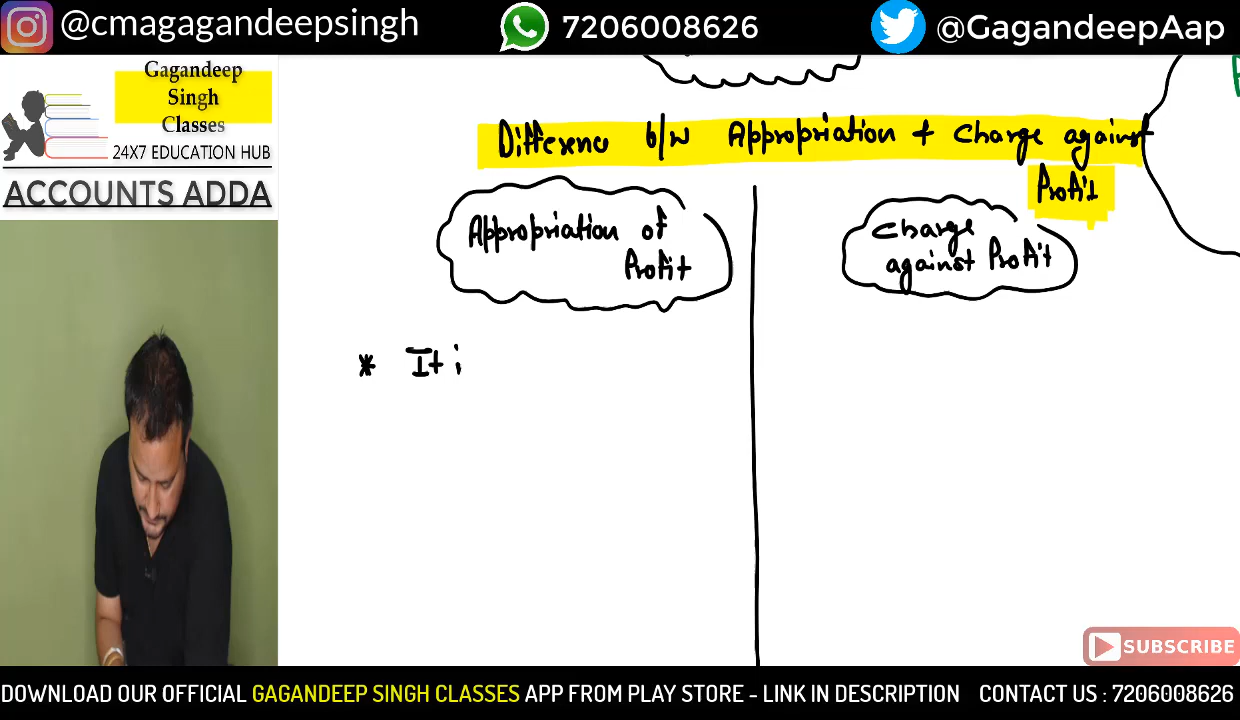 @cmagagandeepsingh 7206008626 @GagandeepAap
Gagandeep
Singh
Classes
24X7 EDUCATION HUB
ACCOUNTS ADDA
Difference b/w Appropriation + Charge against
Profit
Appropriation of
Profit
Charge
against Profit
* It i
SUBSCRIBE
DOWNLOAD OUR OFFICIAL GAGANDEEP SINGH CLASSES APP FROM PLAY STORE - LINK IN DESCRIPTION CONTACT US : 7206008626